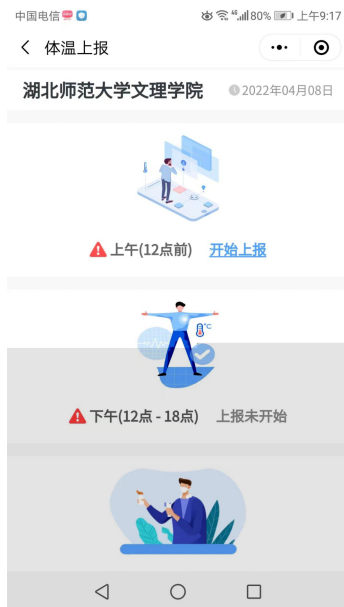 中国电信 80% 上午9:17
体温上报
湖北师范大学文理学院 2022年04月08日
上午(12点前) 开始上报
°C
下午(12点 - 18点) 上报未开始